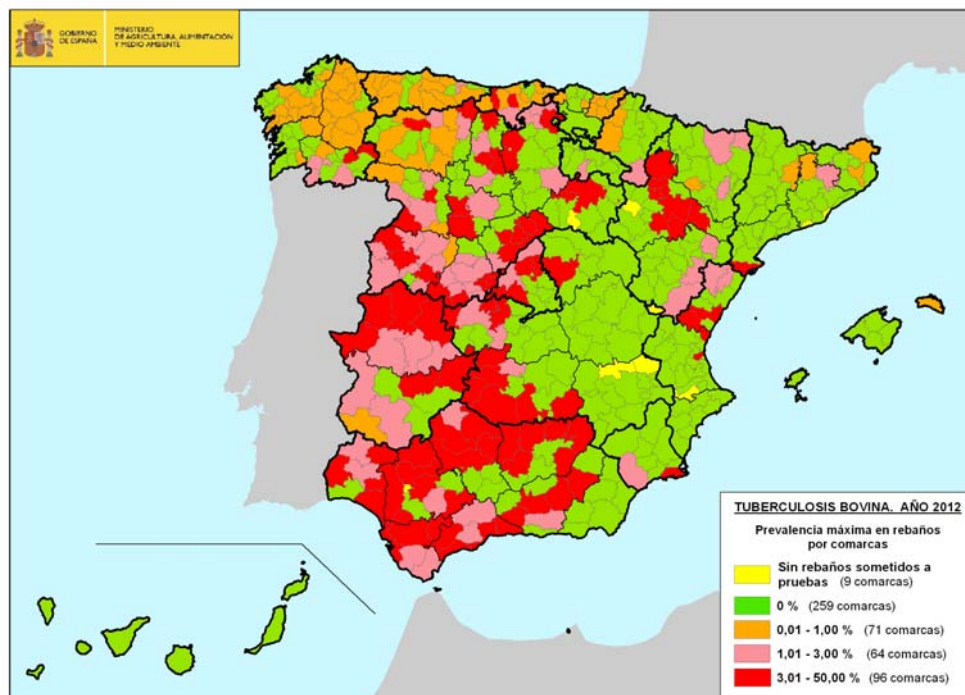 GOBIERNO
DE ESPAÑA
MINISTERIO
DE AGRICULTURA, ALIMENTACIÓN
Y MEDIO AMBIENTE
TUBERCULOSIS BOVINA. AÑO 2012
Prevalencia máxima en rebaños
por comarcas
Sin rebaños sometidos a
pruebas (9 comarcas)
0 % (259 comarcas)
0,01 - 1,00 % (71 comarcas)
1,01 - 3,00 % (64 comarcas)
3,01 - 50,00 % (96 comarcas)